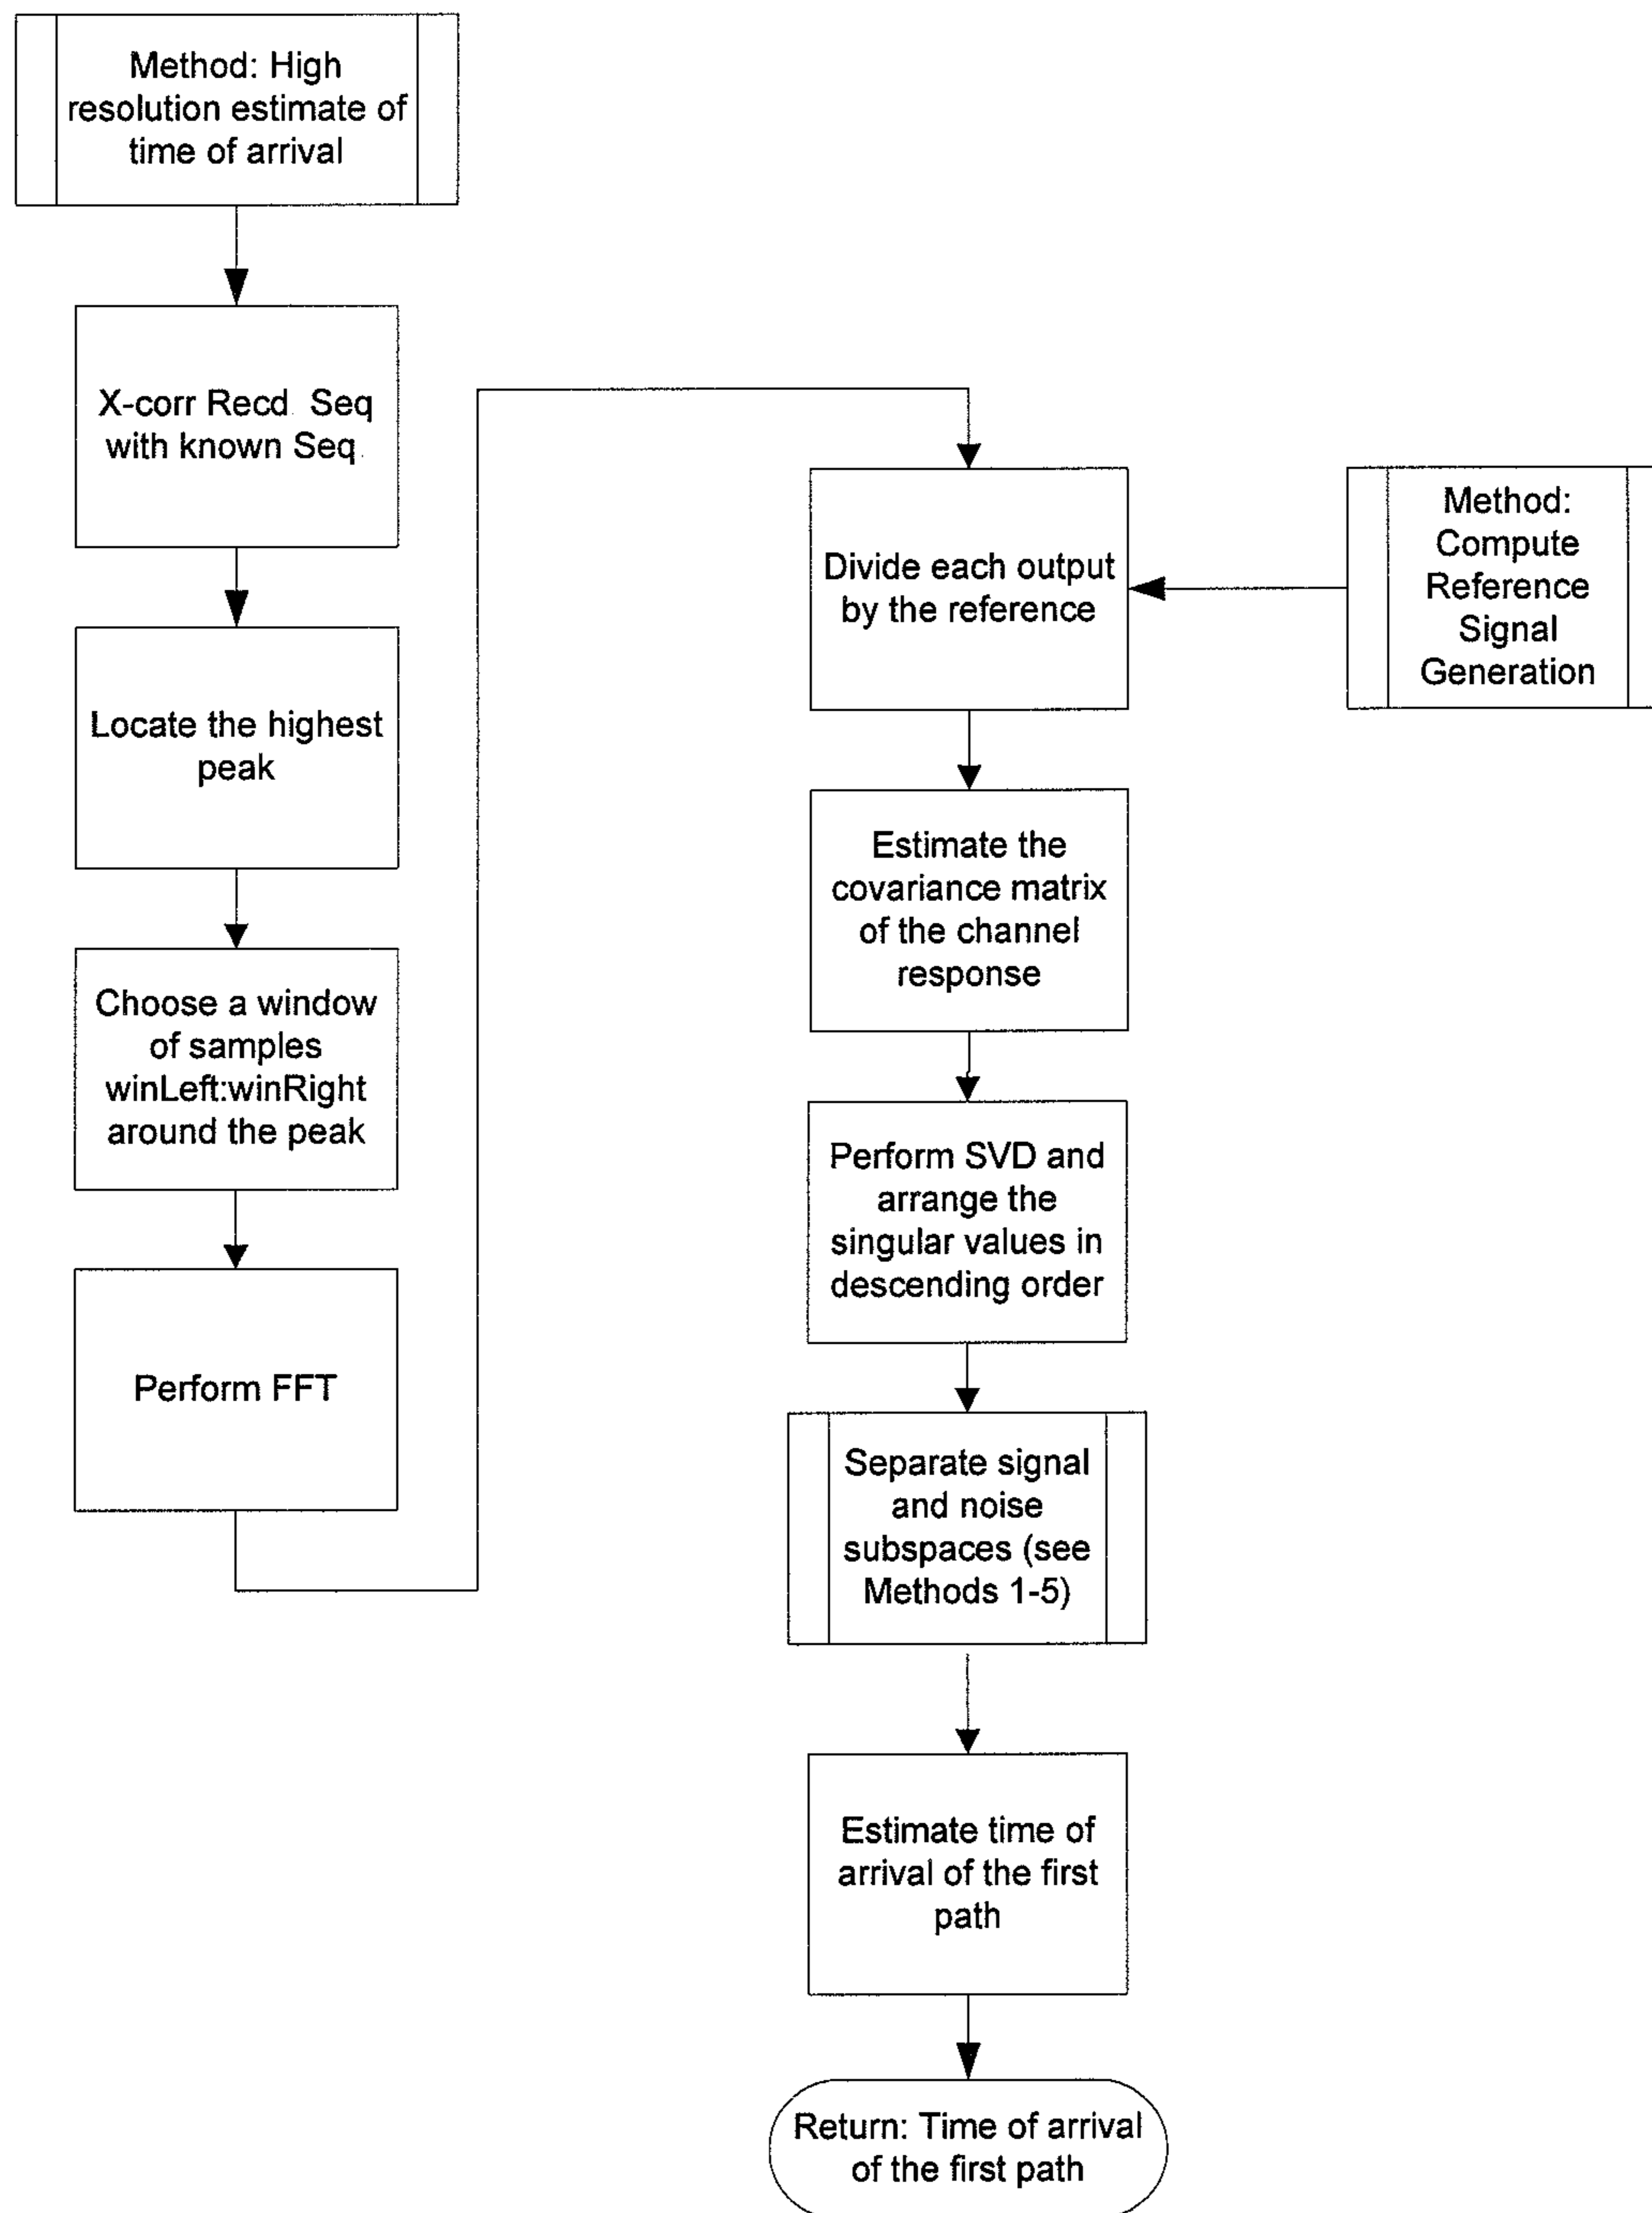 Method: High
resolution estimate of
time of arrival
X-corr Recd. Seq
with known Seq.
Locate the highest
peak
Choose a window
of samples
winLeft:winRight
around the peak
Perform FFT
Divide each output
by the reference
Method:
Compute
Reference
Signal
Generation
Estimate the
covariance matrix
of the channel
response
Perform SVD and
arrange the
singular values in
descending order
Separate signal
and noise
subspaces (see
Methods 1-5)
Estimate time of
arrival of the first
path
Return: Time of arrival
of the first path